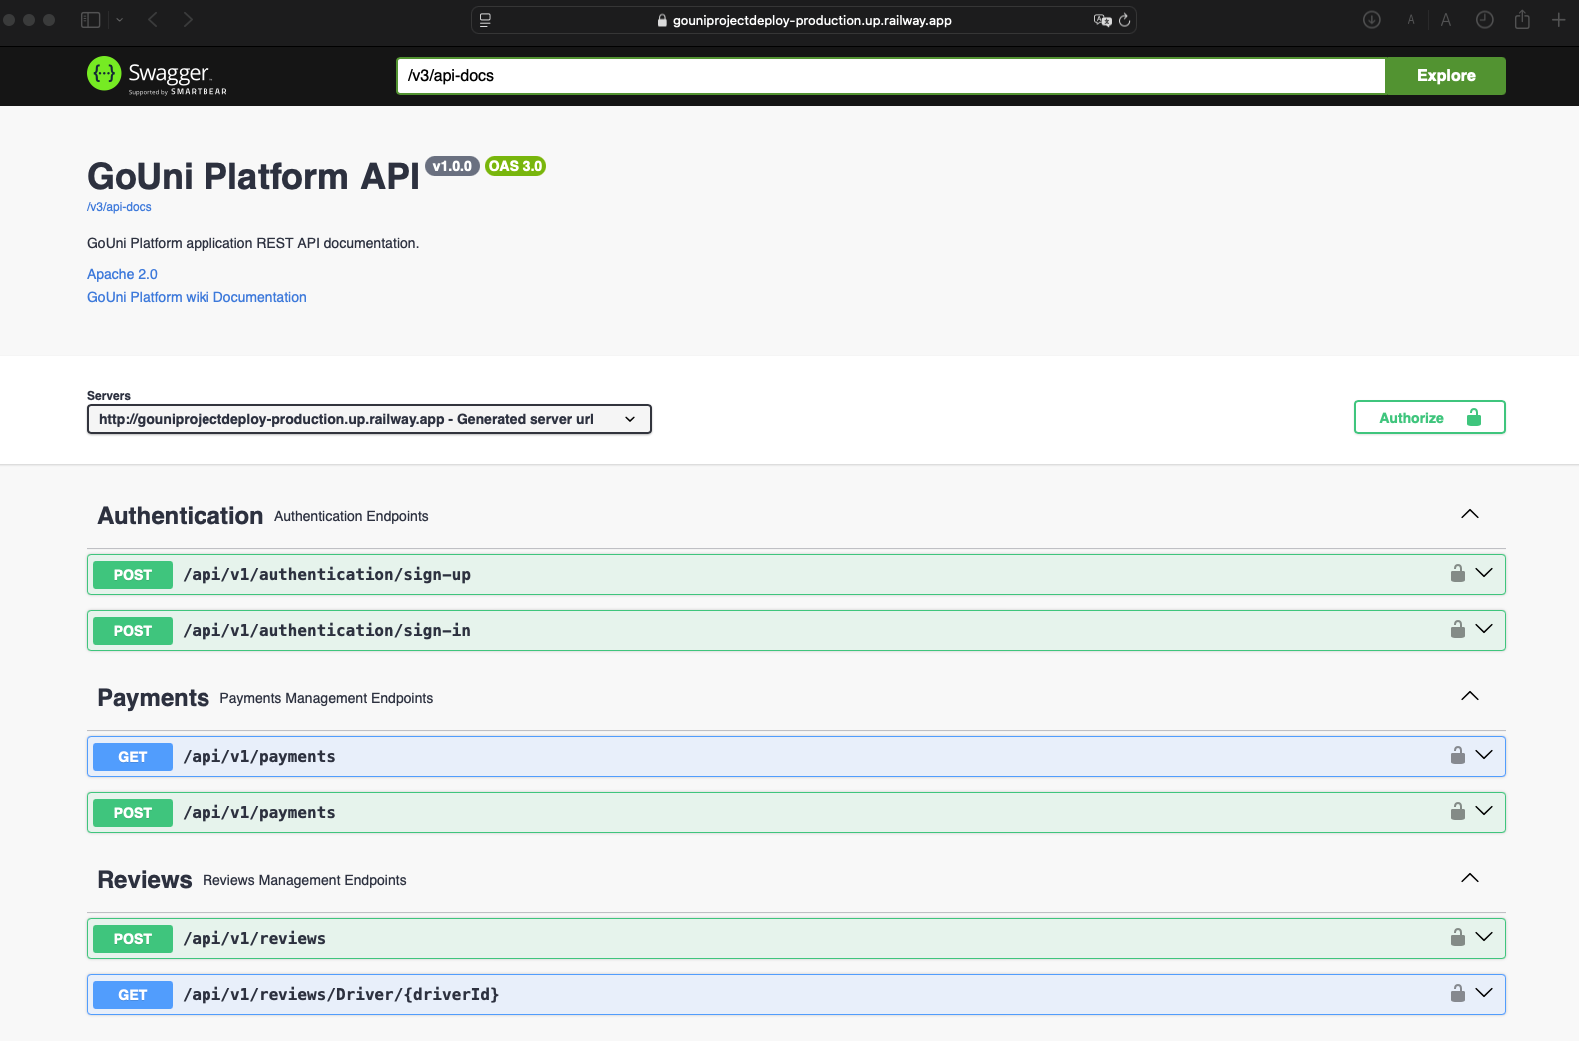 gouniprojectdeploy-production.up.railway.app
A A
Swagger
Supported by SMARTBEAR
/v3/api-docs
Explore
GoUni Platform API v1.0.0 OAS 3.0
/v3/api-docs
GoUni Platform application REST API documentation.
Apache 2.0
GoUni Platform wiki Documentation
Servers
http://gouniprojectdeploy-production.up.railway.app - Generated server url
Authorize
Authentication Authentication Endpoints
POST /api/v1/authentication/sign-up
POST /api/v1/authentication/sign-in
Payments Payments Management Endpoints
GET /api/v1/payments
POST /api/v1/payments
Reviews Reviews Management Endpoints
POST /api/v1/reviews
GET /api/v1/reviews/Driver/{driverId}